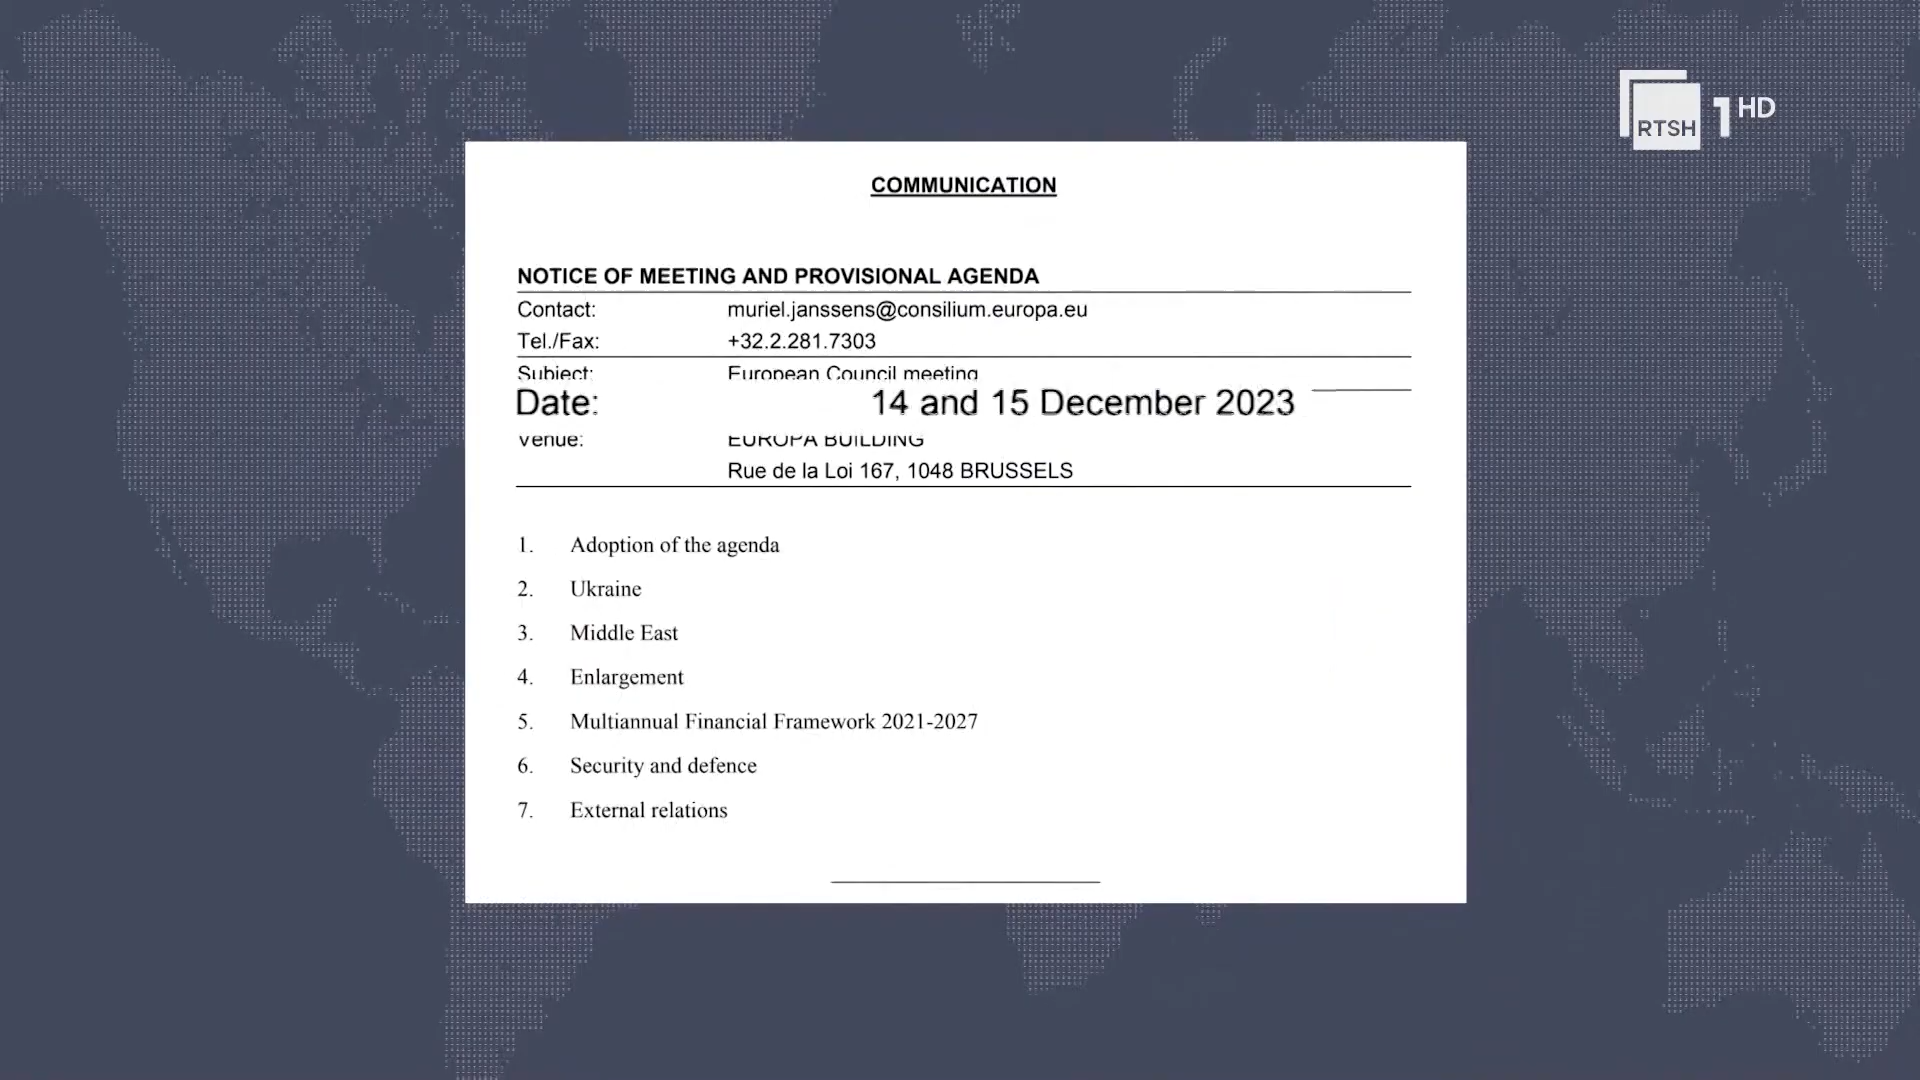 RTSH 1 HD
COMMUNICATION
NOTICE OF MEETING AND PROVISIONAL AGENDA
Contact: muriel.janssens@consilium.europa.eu
Tel./Fax: +32.2.281.7303
Subject: European Council meeting
Date: 14 and 15 December 2023
Venue: EUROPA BUILDING
Rue de la Loi 167, 1048 BRUSSELS
1. Adoption of the agenda
2. Ukraine
3. Middle East
4. Enlargement
5. Multiannual Financial Framework 2021-2027
6. Security and defence
7. External relations